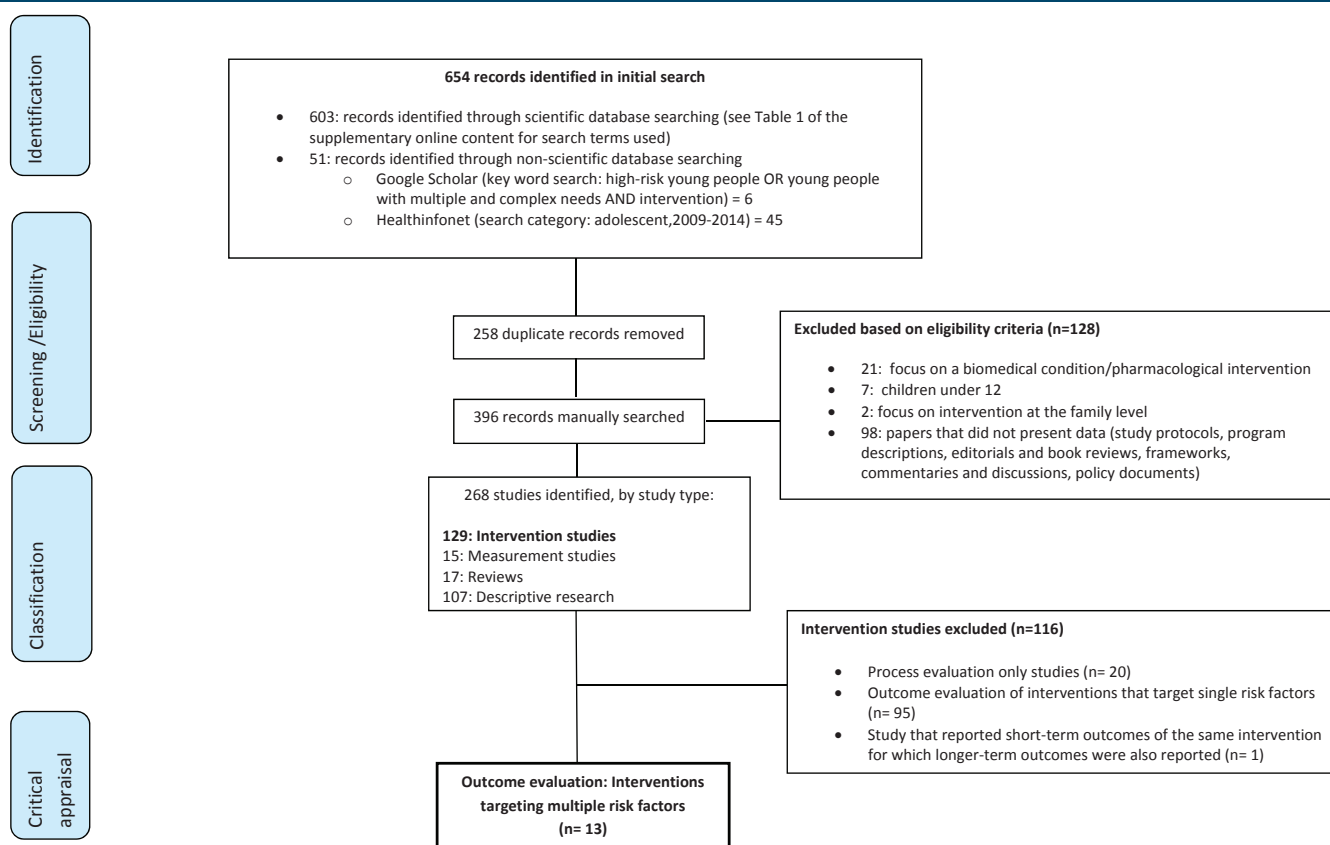 Identification
654 records identified in initial search
• 603: records identified through scientific database searching (see Table 1 of the
supplementary online content for search terms used)
• 51: records identified through non-scientific database searching
o Google Scholar (key word search: high-risk young people OR young people
with multiple and complex needs AND intervention) = 6
o Healthinfonet (search category: adolescent,2009-2014) = 45
Screening /Eligibility
258 duplicate records removed
396 records manually searched
Excluded based on eligibility criteria (n=128)
• 21: focus on a biomedical condition/pharmacological intervention
• 7: children under 12
• 2: focus on intervention at the family level
• 98: papers that did not present data (study protocols, program
descriptions, editorials and book reviews, frameworks,
commentaries and discussions, policy documents)
Classification
268 studies identified, by study type:
129: Intervention studies
15: Measurement studies
17: Reviews
107: Descriptive research
Intervention studies excluded (n=116)
• Process evaluation only studies (n= 20)
• Outcome evaluation of interventions that target single risk factors
(n= 95)
• Study that reported short-term outcomes of the same intervention
for which longer-term outcomes were also reported (n= 1)
Critical
appraisal
Outcome evaluation: Interventions
targeting multiple risk factors
(n= 13)